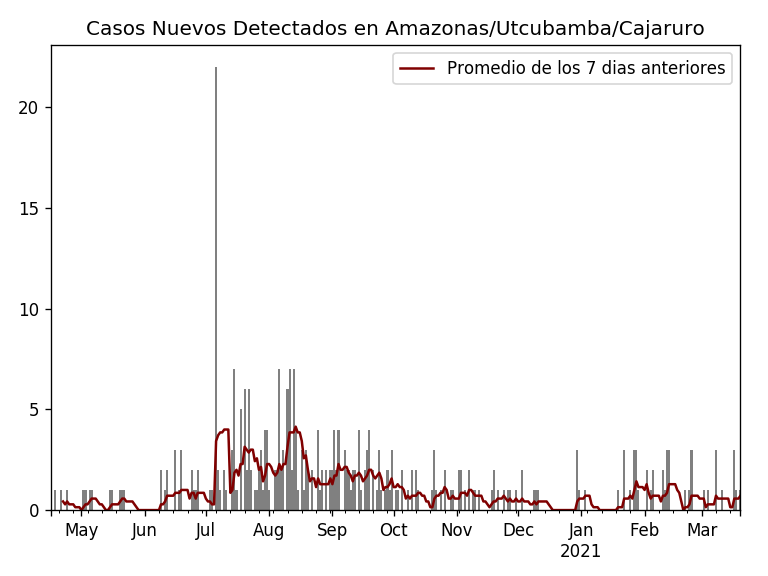 Casos Nuevos Detectados en Amazonas/Utcubamba/Cajaruro
Promedio de los 7 dias anteriores
20
15
10
5
0
May Jun Jul Aug Sep Oct Nov Dec Jan Feb Mar
2021